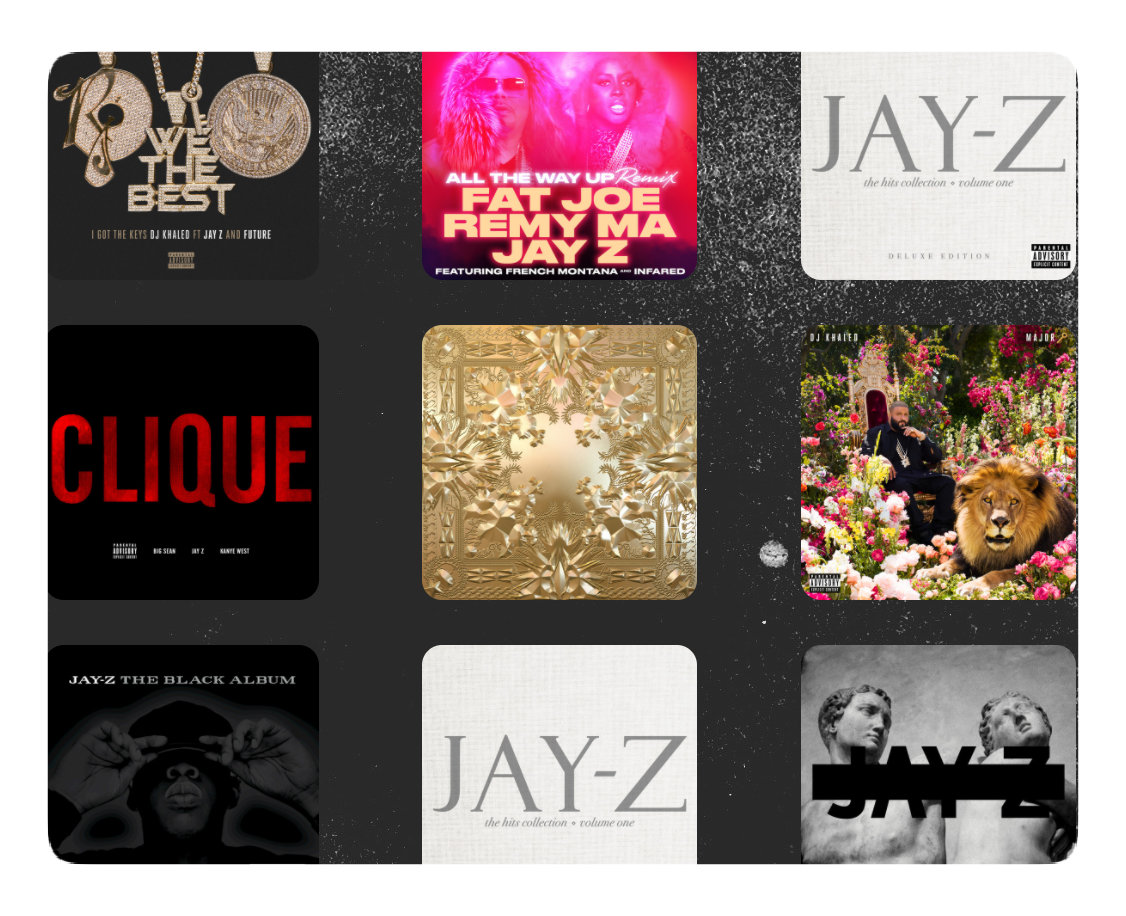 WE
THE
BEST
I GOT THE KEYS DJ KHALED FT JAY Z AND FUTURE
PARENTAL
ADVISORY
EXPLICIT CONTENT
ALL THE WAY UP Remix
FAT JOE
REMY MA
JAY Z
FEATURING FRENCH MONTANA AND INFARED
JAY-Z
the hits collection ⋄ volume one
DELUXE EDITION
PARENTAL
ADVISORY
EXPLICIT CONTENT
CLIQUE
PARENTAL
ADVISORY
EXPLICIT CONTENT
BIG SEAN JAY Z KANYE WEST
DJ KHALED MAJOR
PARENTAL
ADVISORY
EXPLICIT CONTENT
JAY-Z THE BLACK ALBUM
JAY-Z
the hits collection ⋄ volume one
JAY Z